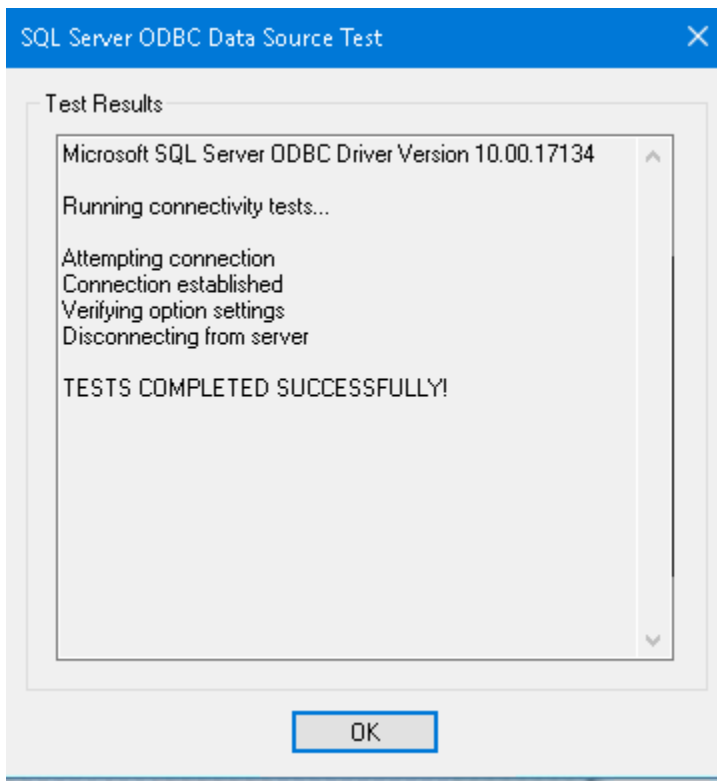 SQL Server ODBC Data Source Test
Test Results
Microsoft SQL Server ODBC Driver Version 10.00.17134
Running connectivity tests...
Attempting connection
Connection established
Verifying option settings
Disconnecting from server
TESTS COMPLETED SUCCESSFULLY!
OK